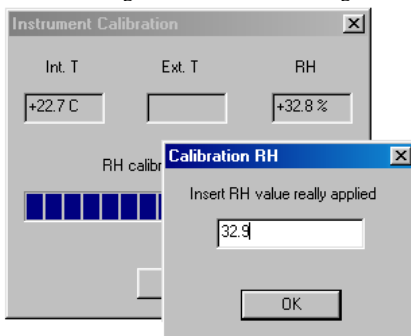 Instrument Calibration
Int. T Ext. T RH
+22.7 C +32.8 %
RH calibr
Calibration RH
Insert RH value really applied
32.9
OK